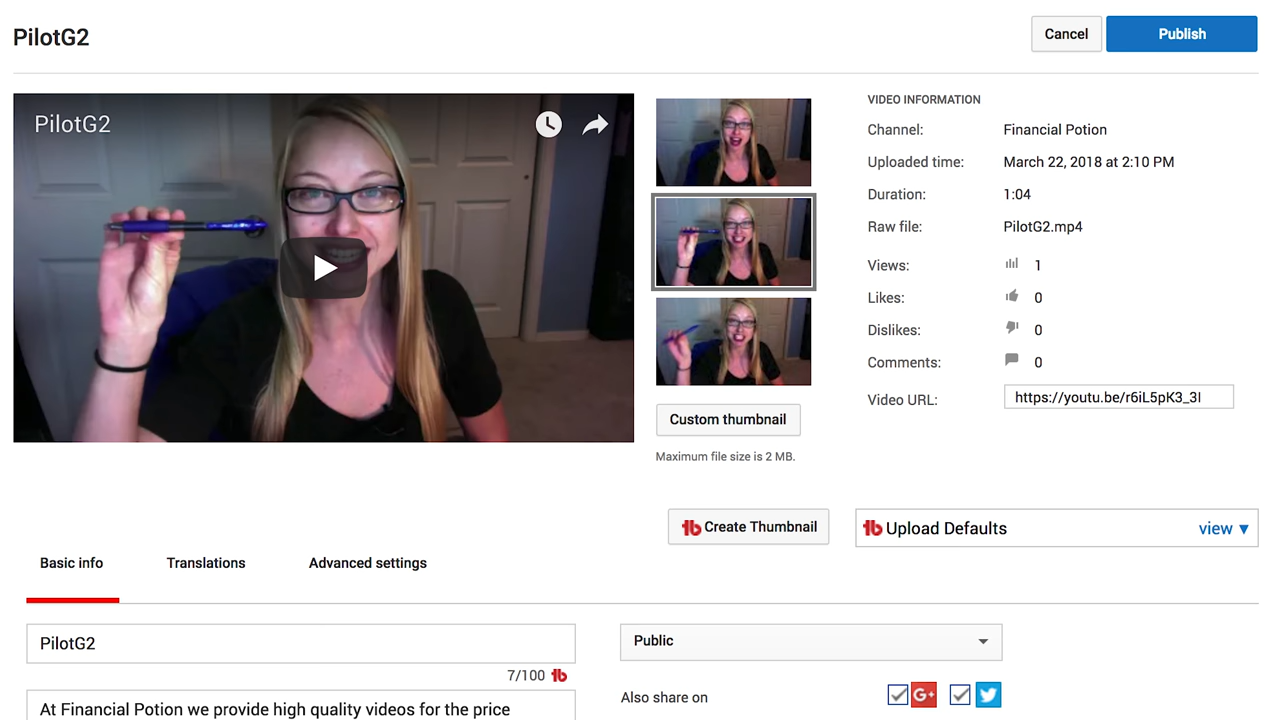 PilotG2
Cancel
Publish
PilotG2
VIDEO INFORMATION
Channel: Financial Potion
Uploaded time: March 22, 2018 at 2:10 PM
Duration: 1:04
Raw file: PilotG2.mp4
Views: 1
Likes: 0
Dislikes: 0
Comments: 0
Video URL: https://youtu.be/r6iL5pK3_3I
Custom thumbnail
Maximum file size is 2 MB.
tb Create Thumbnail
tb Upload Defaults view ▼
Basic info Translations Advanced settings
PilotG2
7/100 tb
Public
Also share on G+
At Financial Potion we provide high quality videos for the price